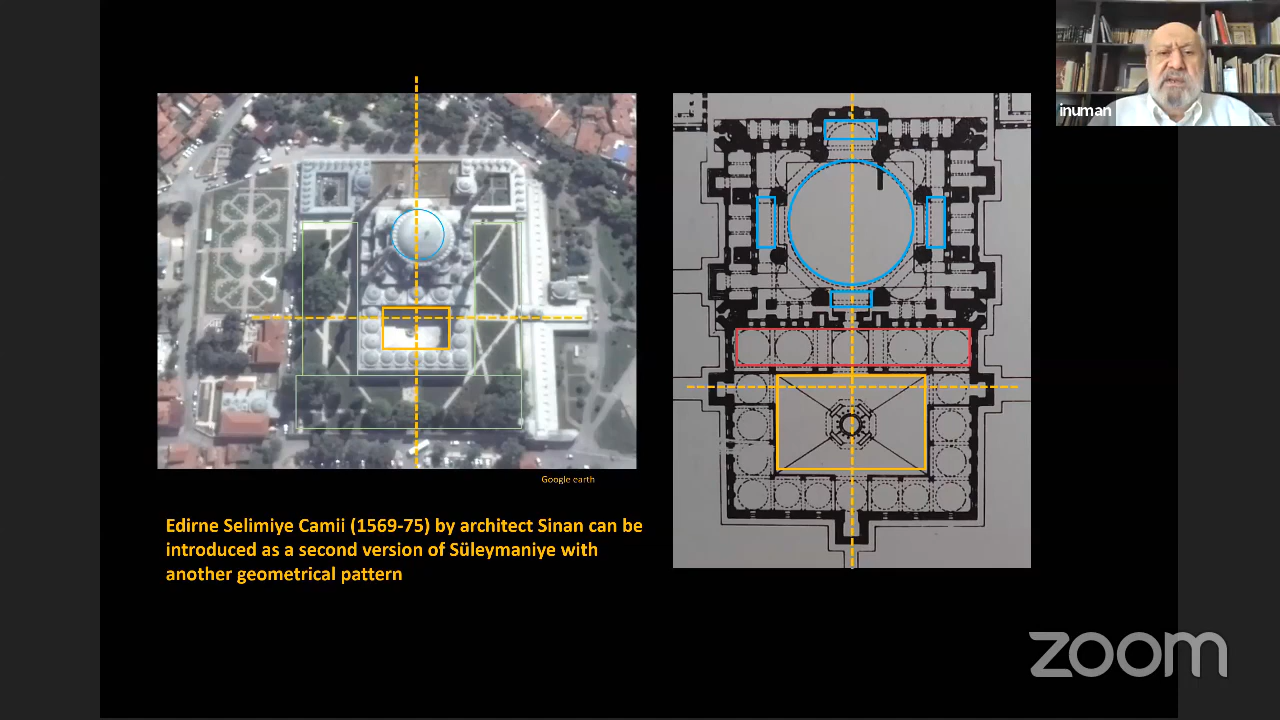 inuman
Google earth
Edirne Selimiye Camii (1569-75) by architect Sinan can be
introduced as a second version of Süleymaniye with
another geometrical pattern
zoom